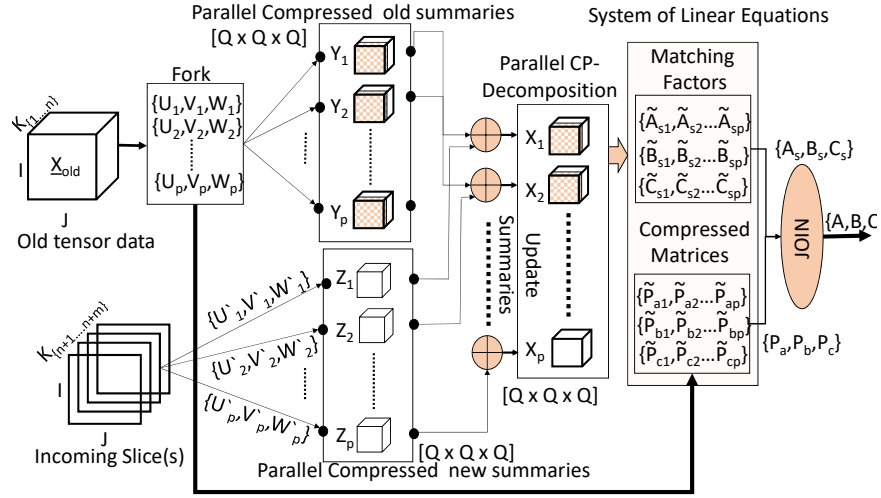 Parallel Compressed old summaries
System of Linear Equations
[Q x Q x Q]
Fork
{U1,V1,W1}
{U2,V2,W2}
{Up,Vp,Wp}
K{1....n}
I
X_old
J
Old tensor data
Y1
Y2
Yp
Parallel CP-
Decomposition
X1
X2
Xp
Update
Summaries
[Q x Q x Q]
Matching
Factors
{Ãs1,Ãs2...Ãsp}
{B̃s1,B̃s2...B̃sp}
{C̃s1,C̃s2...C̃sp}
Compressed
Matrices
{P̃a1,P̃a2...P̃ap}
{P̃b1,P̃b2...P̃bp}
{P̃c1,P̃c2...P̃cp}
{As,Bs,Cs}
{Pa,Pb,Pc}
JOIN
{A,B,C
K{n+1....n+m}
I
J
Incoming Slice(s)
{U`1,V`1,W`1}
{U`2,V`2,W`2}
{U`p,V`p,W`p}
Z1
Z2
Zp
[Q x Q x Q]
Parallel Compressed new summaries